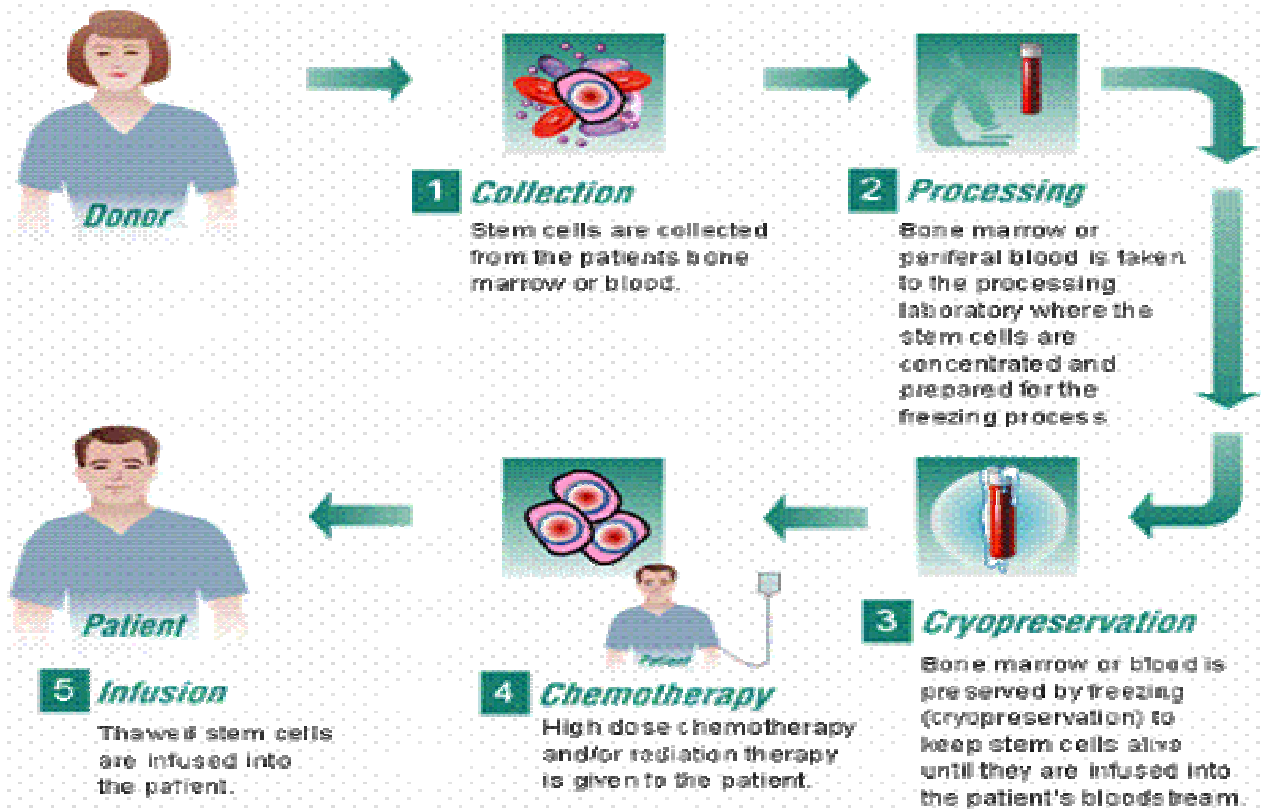 Donor
1 Collection
Stem cells are collected
from the patients bone
marrow or blood.
2 Processing
Bone marrow or
periferal blood is taken
to the processing
laboratory where the
stem cells are
concentrated and
prepared for the
freezing process
3 Cryopreservation
Bone marrow or blood is
preserved by freezing
(cryopreservation) to
keep stem cells alive
until they are infused into
the patient's bloodstream.
Patient
4 Chemotherapy
High dose chemotherapy
and/or rediation therapy
is given to the patient.
Patient
5 Infusion
Thawed stem cells
are infused into
the patient.